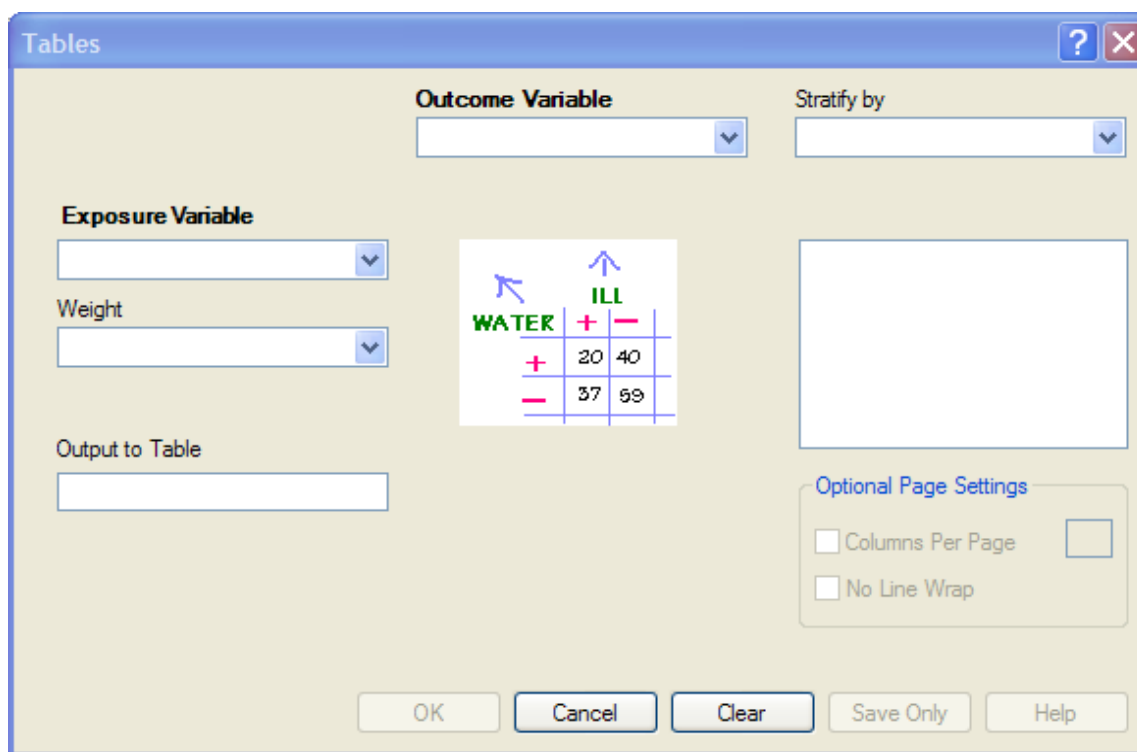 Tables
?
Outcome Variable
Stratify by
Exposure Variable
Weight
ILL
WATER + −
+ 20 40
− 37 59
Output to Table
Optional Page Settings
Columns Per Page
No Line Wrap
OK Cancel Clear Save Only Help